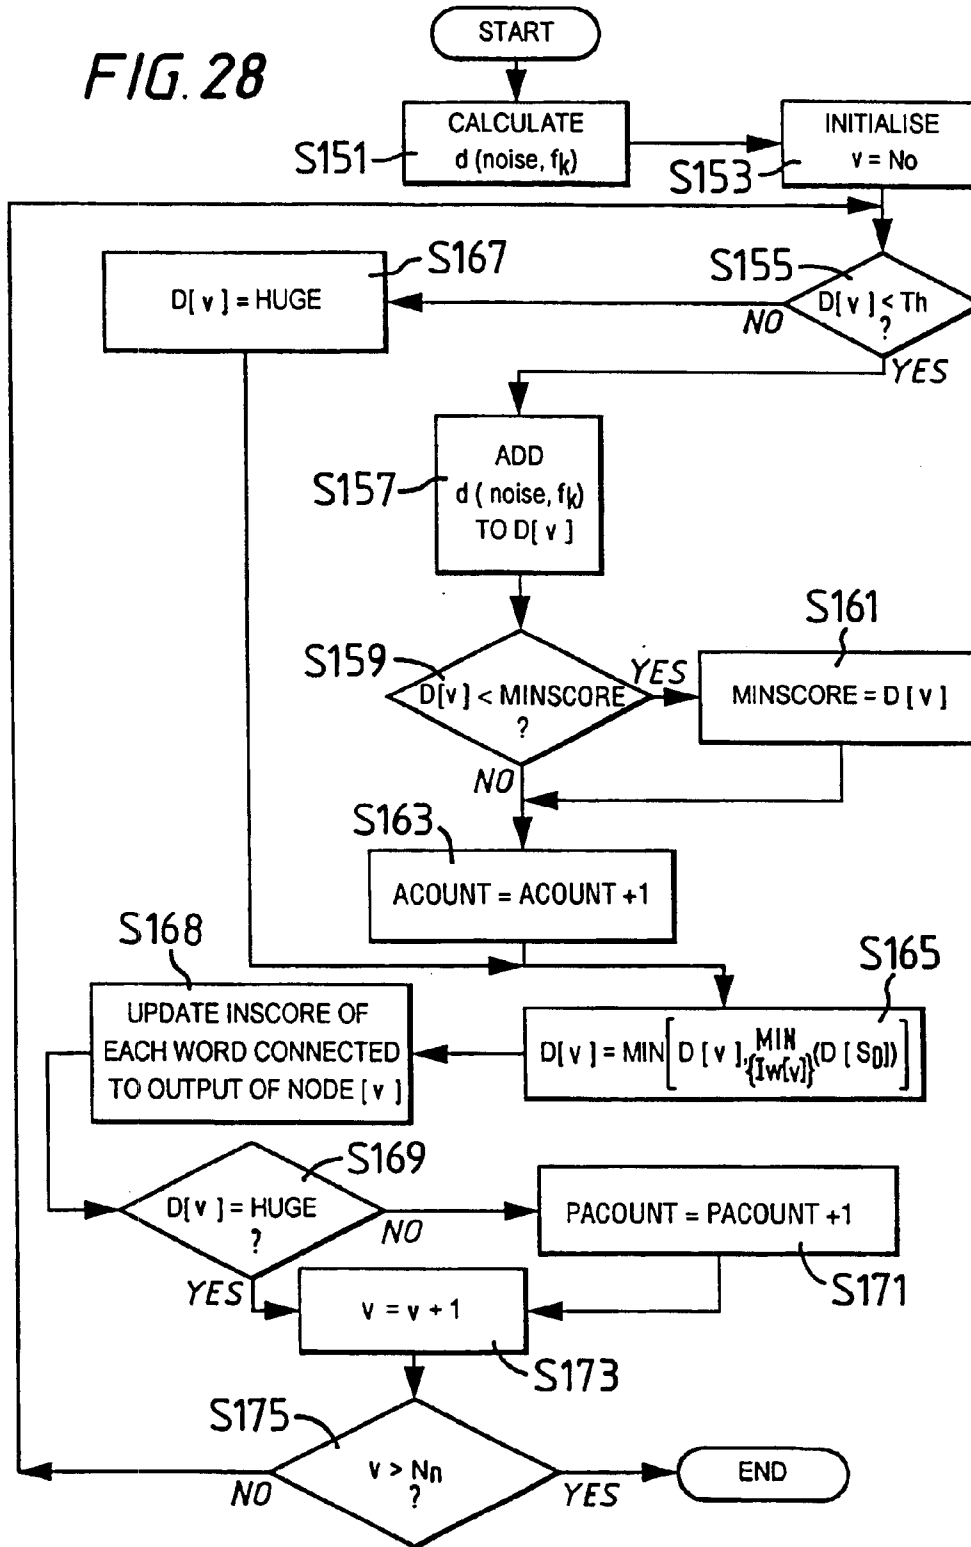 FIG. 28
START
S151
CALCULATE
d (noise, fk)
S153
INITIALISE
v = No
S167
D[ v ] = HUGE
S155
D[ v ] < Th
?
NO
YES
S157
ADD
d ( noise, fk)
TO D[ v ]
S159
D[v] < MINSCORE
?
YES
NO
S161
MINSCORE = D [ v ]
S163
ACOUNT = ACOUNT +1
S165
D[v] = MIN[ D [ v ], MIN {Iw[v]} (D [ S0]) ]
S168
UPDATE INSCORE OF
EACH WORD CONNECTED
TO OUTPUT OF NODE [ v ]
S169
D[ v ] = HUGE
?
NO
YES
PACOUNT = PACOUNT +1
S171
v = v + 1
S173
S175
v > Nn
?
NO
YES
END